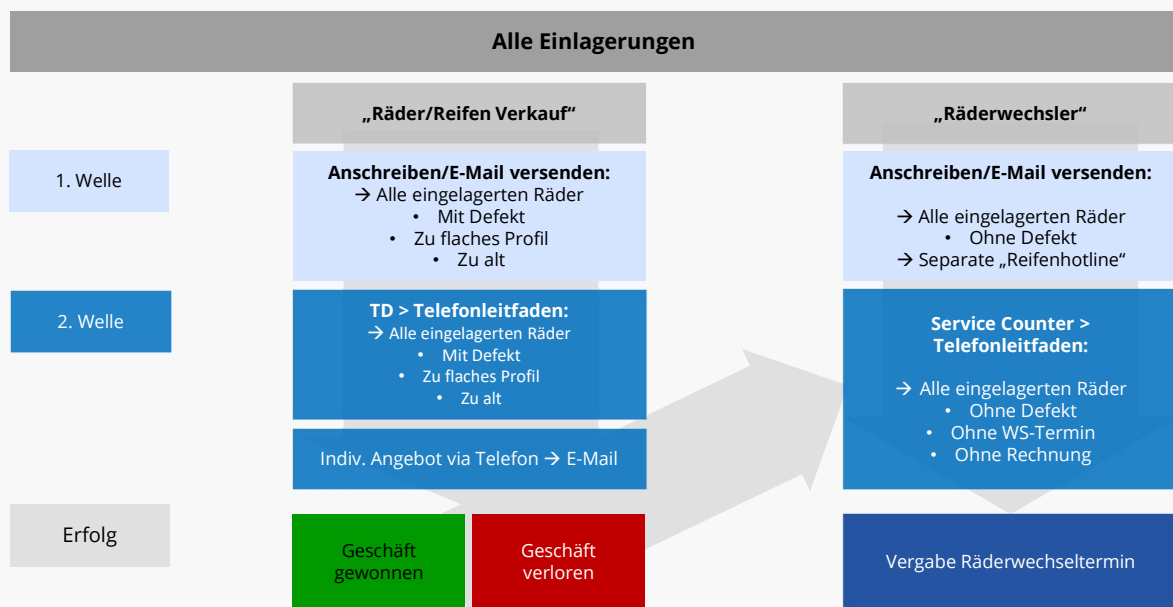 Alle Einlagerungen
„Räder/Reifen Verkauf“
„Räderwechsler“
1. Welle
Anschreiben/E-Mail versenden:
→ Alle eingelagerten Räder
• Mit Defekt
• Zu flaches Profil
• Zu alt
Anschreiben/E-Mail versenden:
→ Alle eingelagerten Räder
• Ohne Defekt
→ Separate „Reifenhotline“
2. Welle
TD > Telefonleitfaden:
→ Alle eingelagerten Räder
• Mit Defekt
• Zu flaches Profil
• Zu alt
Indiv. Angebot via Telefon → E-Mail
Service Counter >
Telefonleitfaden:
→ Alle eingelagerten Räder
• Ohne Defekt
• Ohne WS-Termin
• Ohne Rechnung
Erfolg
Geschäft
gewonnen
Geschäft
verloren
Vergabe Räderwechseltermin